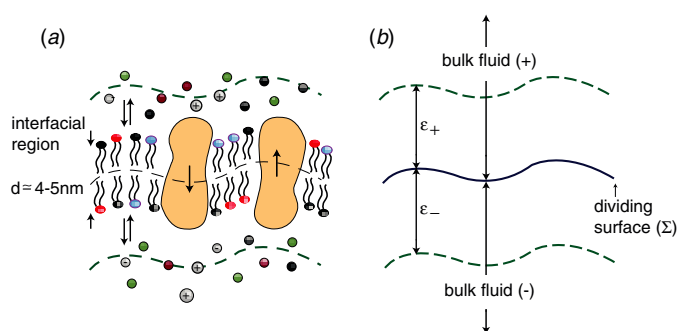 (a)
interfacial
region
d≃4-5nm
+
+
-
+
-
+
+
(b)
bulk fluid (+)
ε+
ε−
dividing
surface (Σ)
bulk fluid (-)